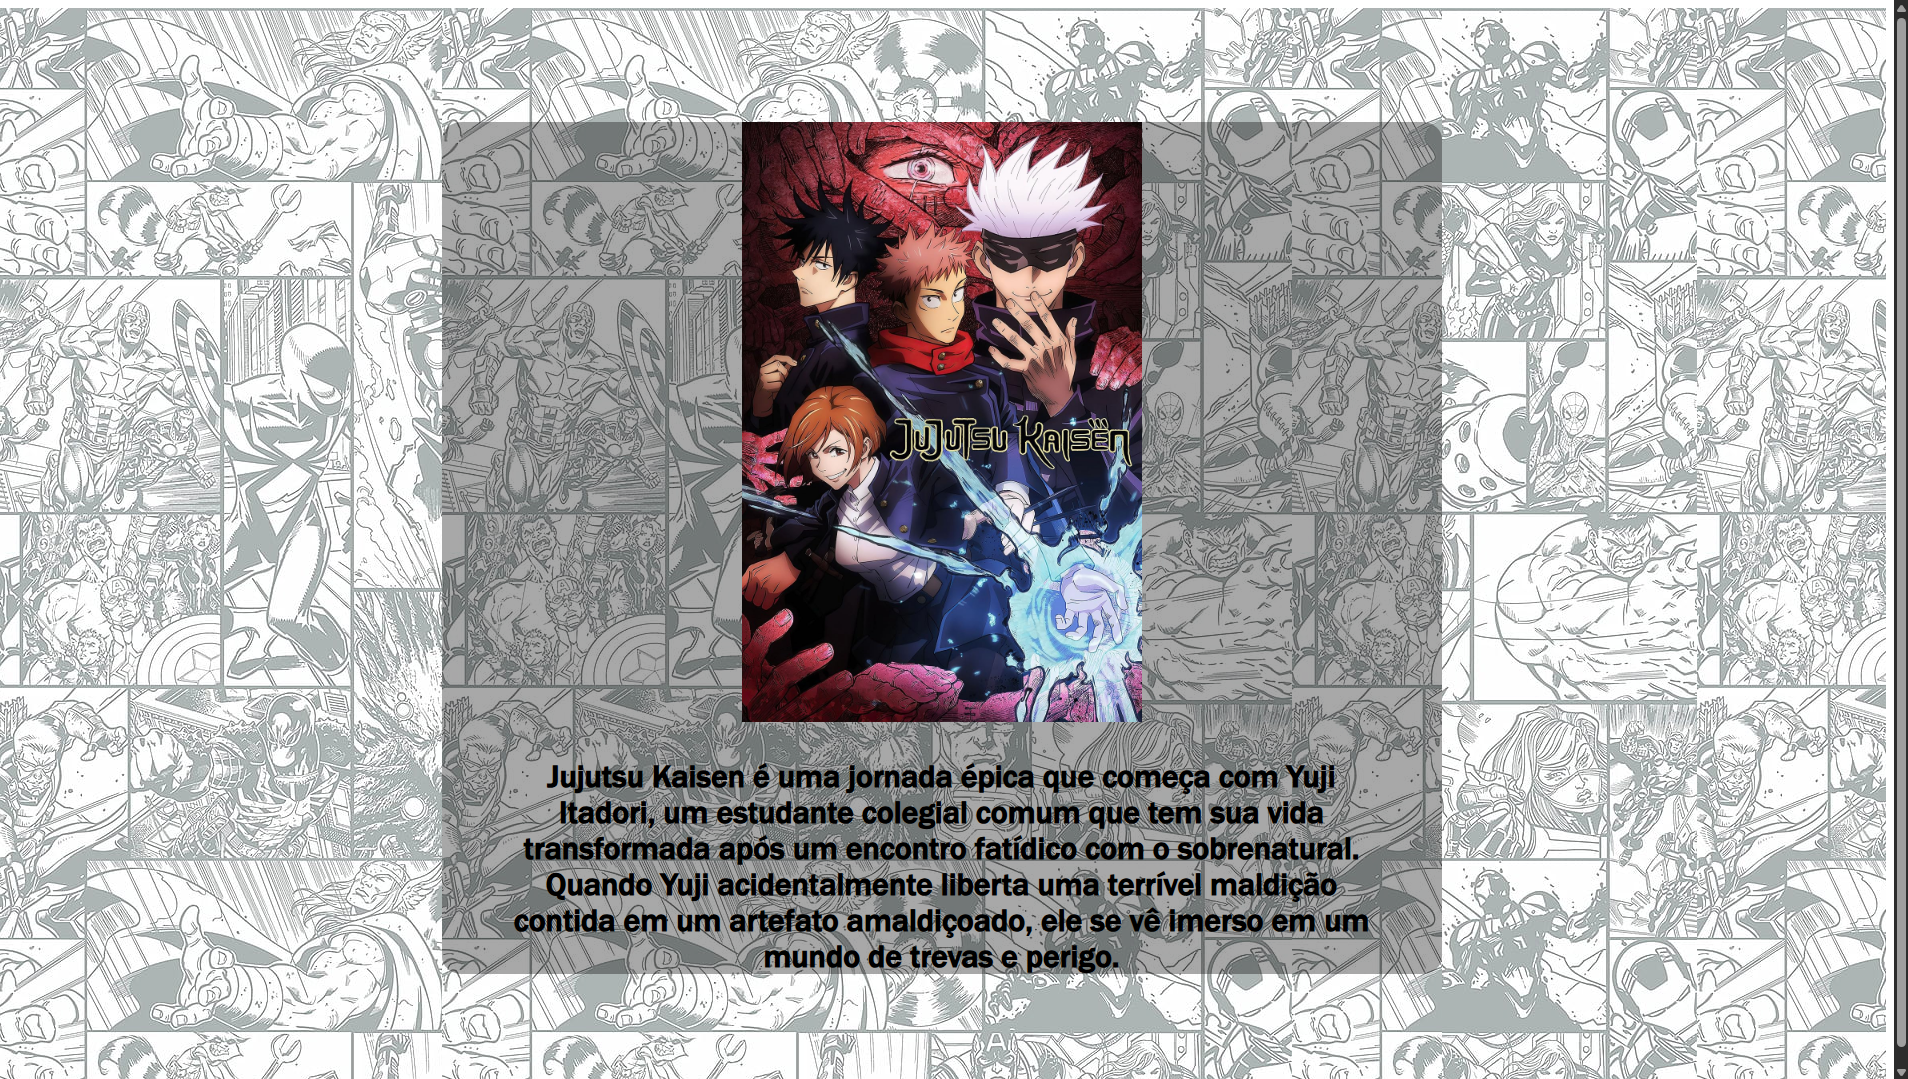 JUJUTSU KAISEN
Jujutsu Kaisen é uma jornada épica que começa com Yuji
Itadori, um estudante colegial comum que tem sua vida
transformada após um encontro fatídico com o sobrenatural.
Quando Yuji acidentalmente liberta uma terrível maldição
contida em um artefato amaldiçoado, ele se vê imerso em um
mundo de trevas e perigo.